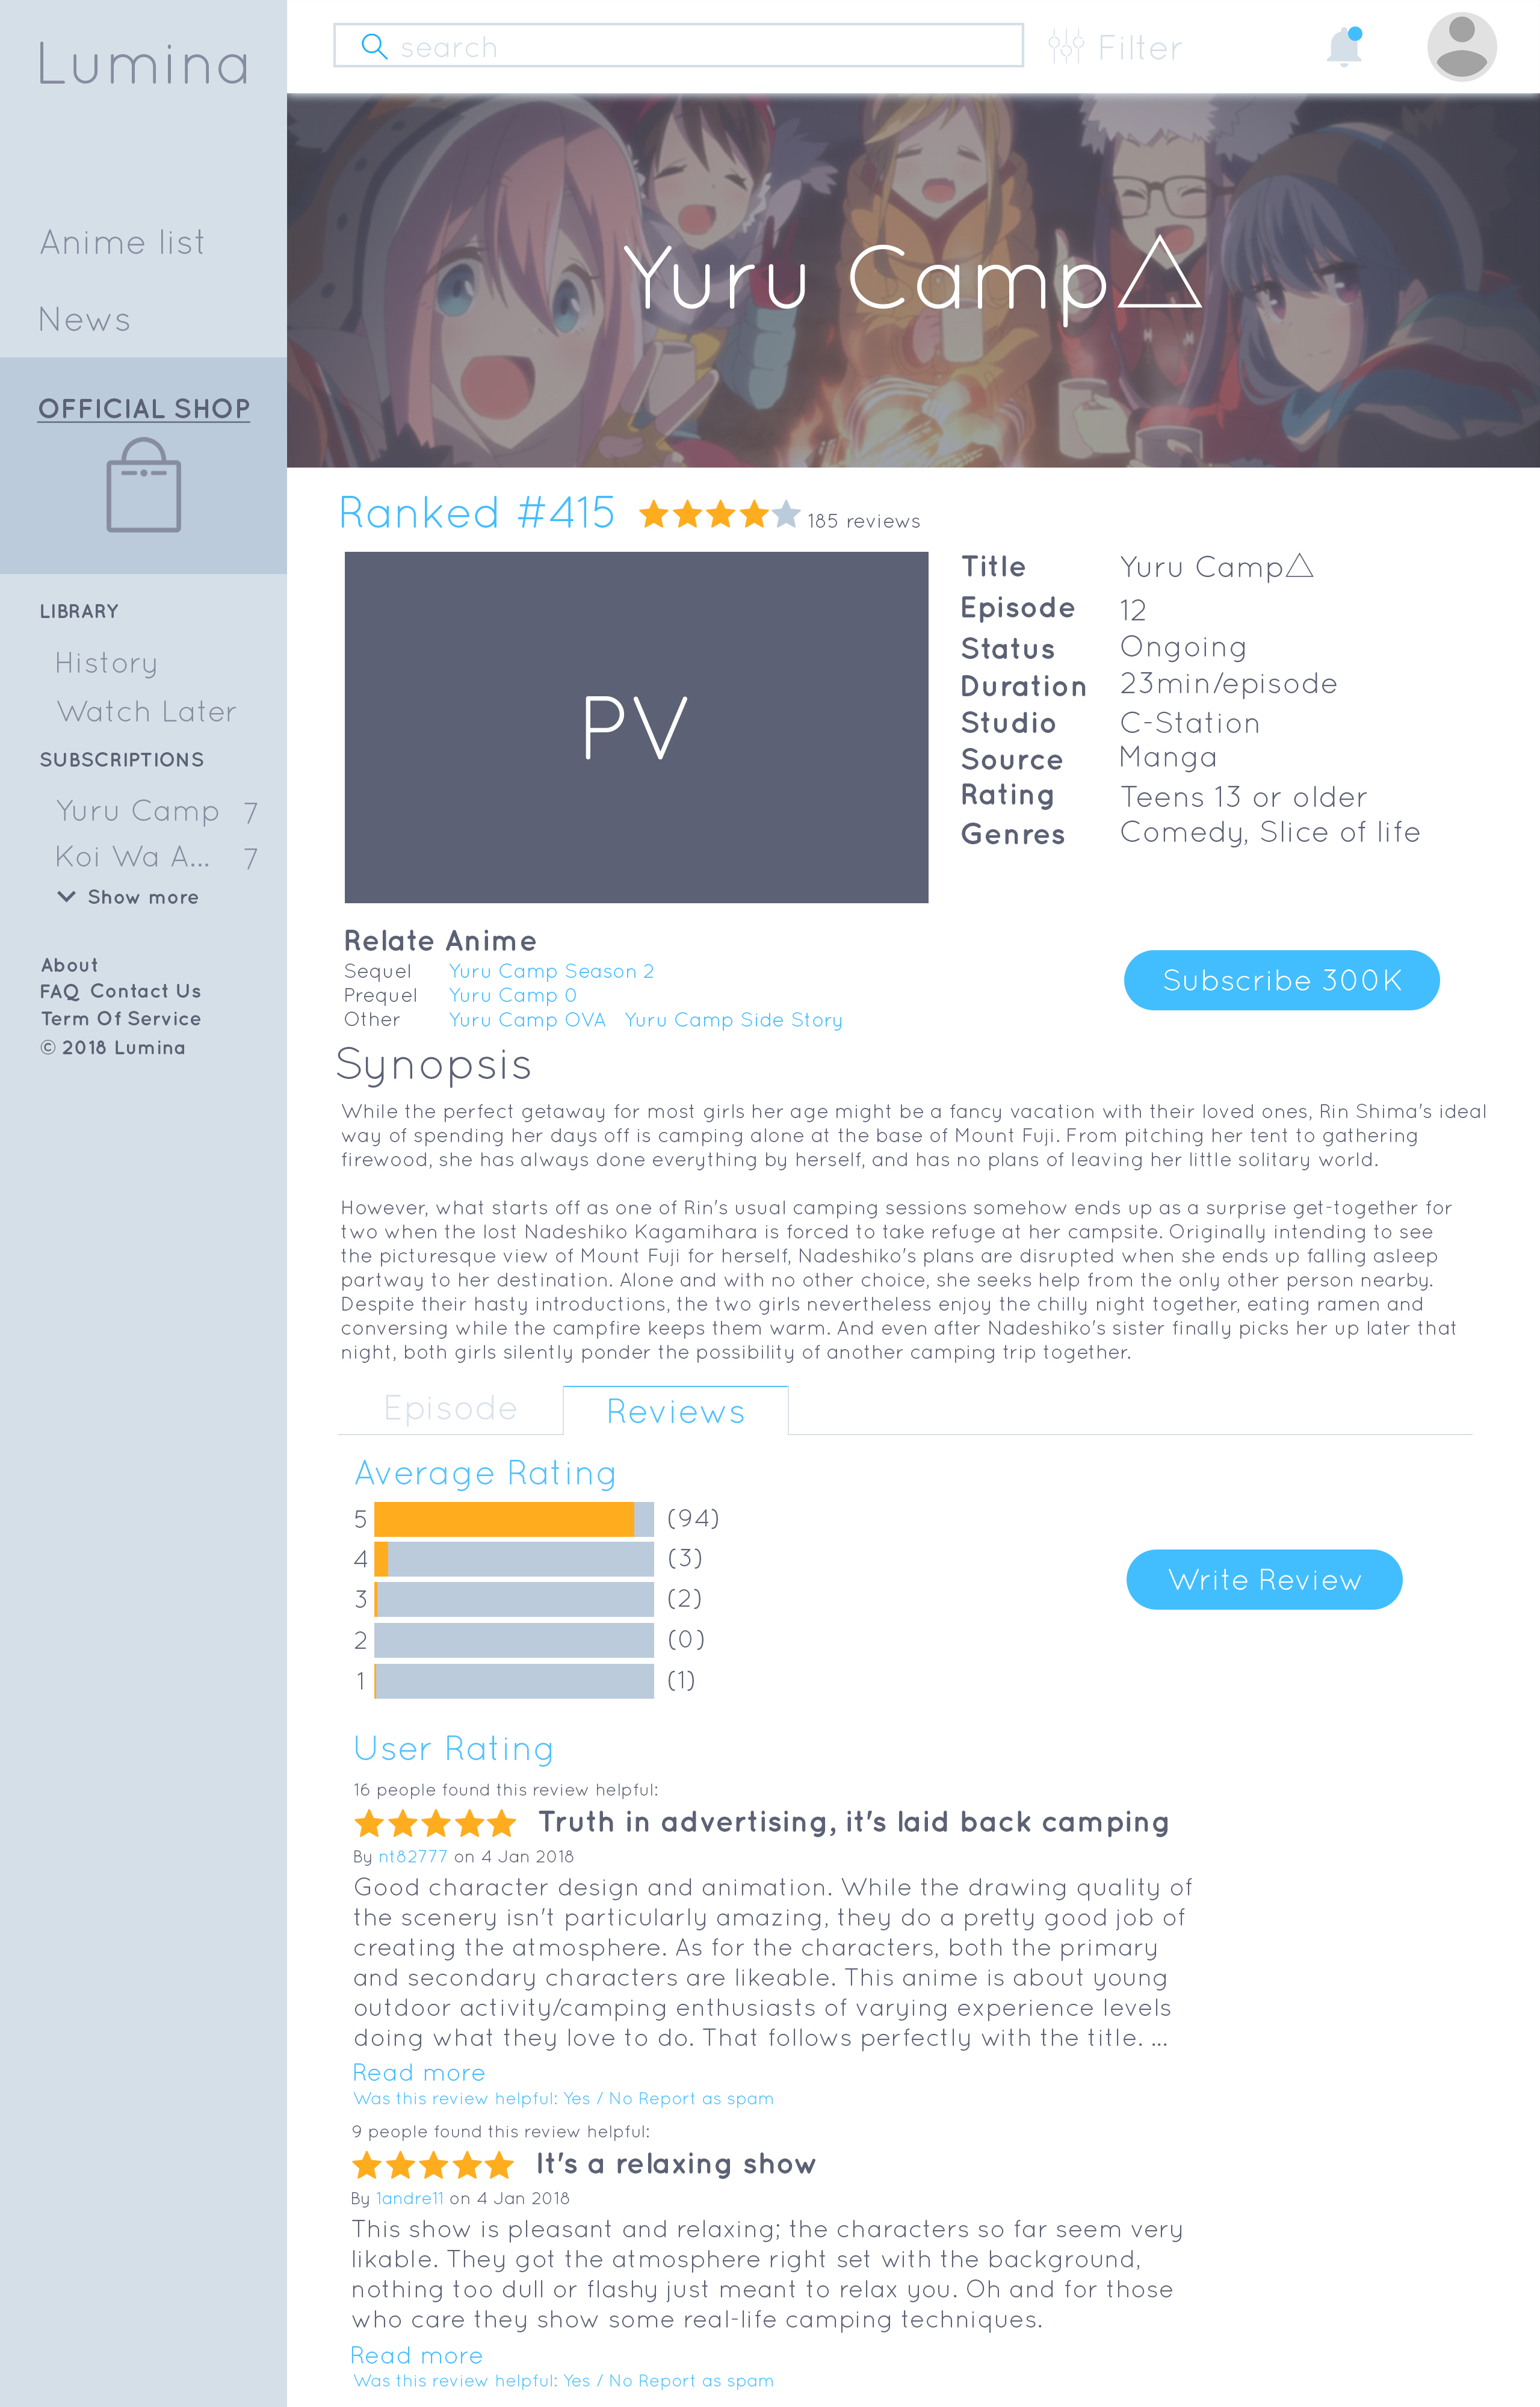 Lumina
search
Filter
Anime list
News
OFFICIAL SHOP
LIBRARY
History
Watch Later
SUBSCRIPTIONS
Yuru Camp 7
Koi Wa A... 7
Show more
About
FAQ Contact Us
Term Of Service
© 2018 Lumina
Yuru Camp△
Ranked #415
185 reviews
PV
Title Yuru Camp△
Episode 12
Status Ongoing
Duration 23min/episode
Studio C-Station
Source Manga
Rating Teens 13 or older
Genres Comedy, Slice of life
Relate Anime
Sequel Yuru Camp Season 2
Prequel Yuru Camp 0
Other Yuru Camp OVA Yuru Camp Side Story
Subscribe 300K
Synopsis
While the perfect getaway for most girls her age might be a fancy vacation with their loved ones, Rin Shima's ideal
way of spending her days off is camping alone at the base of Mount Fuji. From pitching her tent to gathering
firewood, she has always done everything by herself, and has no plans of leaving her little solitary world.
However, what starts off as one of Rin's usual camping sessions somehow ends up as a surprise get-together for
two when the lost Nadeshiko Kagamihara is forced to take refuge at her campsite. Originally intending to see
the picturesque view of Mount Fuji for herself, Nadeshiko's plans are disrupted when she ends up falling asleep
partway to her destination. Alone and with no other choice, she seeks help from the only other person nearby.
Despite their hasty introductions, the two girls nevertheless enjoy the chilly night together, eating ramen and
conversing while the campfire keeps them warm. And even after Nadeshiko's sister finally picks her up later that
night, both girls silently ponder the possibility of another camping trip together.
Episode
Reviews
Average Rating
5 (94)
4 (3)
3 (2)
2 (0)
1 (1)
Write Review
User Rating
16 people found this review helpful:
Truth in advertising, it's laid back camping
By nt82777 on 4 Jan 2018
Good character design and animation. While the drawing quality of
the scenery isn't particularly amazing, they do a pretty good job of
creating the atmosphere. As for the characters, both the primary
and secondary characters are likeable. This anime is about young
outdoor activity/camping enthusiasts of varying experience levels
doing what they love to do. That follows perfectly with the title. ...
Read more
Was this review helpful: Yes / No Report as spam
9 people found this review helpful:
It's a relaxing show
By 1andre11 on 4 Jan 2018
This show is pleasant and relaxing; the characters so far seem very
likable. They got the atmosphere right set with the background,
nothing too dull or flashy just meant to relax you. Oh and for those
who care they show some real-life camping techniques.
Read more
Was this review helpful: Yes / No Report as spam